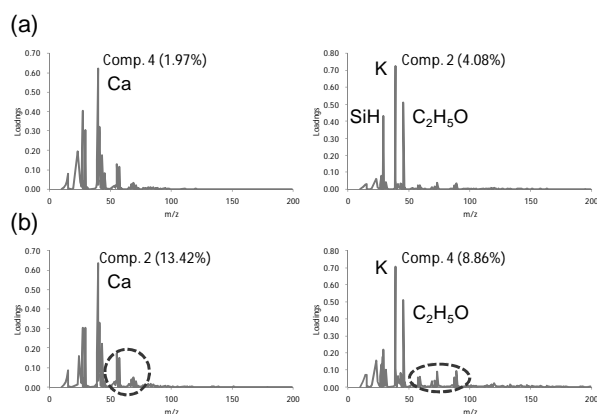 (a)
0.70
0.60
0.50
0.40
0.30
0.20
0.10
0.00
Loadings
Comp. 4 (1.97%)
Ca
0
50
100
150
200
m/z
0.80
0.70
0.60
0.50
0.40
0.30
0.20
0.10
0.00
Loadings
Comp. 2 (4.08%)
K
SiH
C₂H₅O
0
50
100
150
200
m/z
(b)
0.70
0.60
0.50
0.40
0.30
0.20
0.10
0.00
Loadings
Comp. 2 (13.42%)
Ca
0
50
100
150
200
m/z
0.80
0.70
0.60
0.50
0.40
0.30
0.20
0.10
0.00
Loadings
Comp. 4 (8.86%)
K
C₂H₅O
0
50
100
150
200
m/z